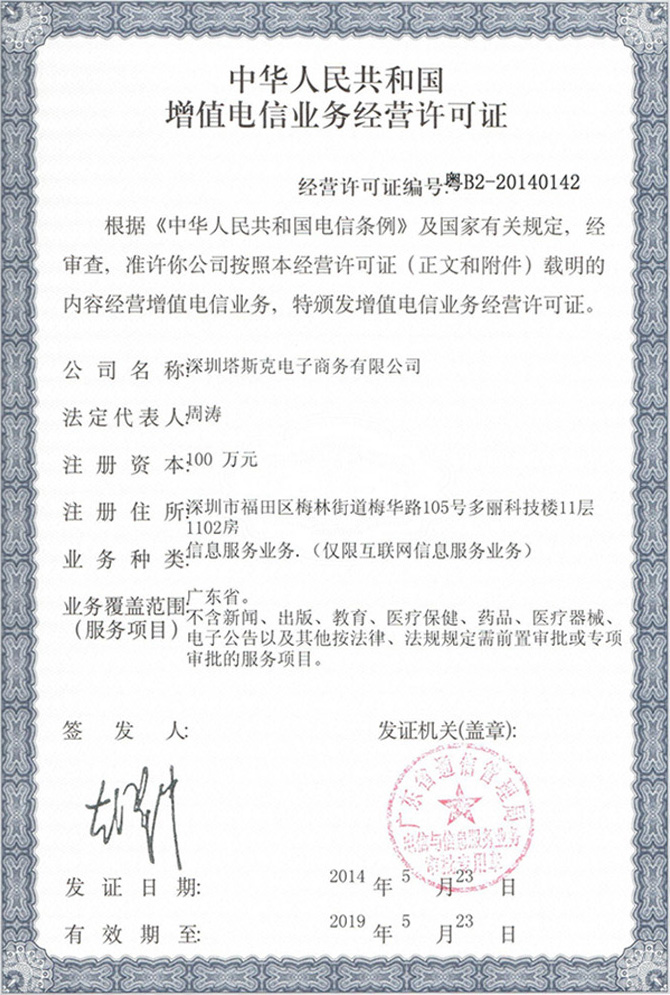 中华人民共和国
增值电信业务经营许可证
经营许可证编号:粤B2-20140142
根据《中华人民共和国电信条例》及国家有关规定，经
审查，准许你公司按照本经营许可证（正文和附件）载明的
内容经营增值电信业务，特颁发增值电信业务经营许可证。
公司名称:深圳塔斯克电子商务有限公司
法定代表人:周涛
注册资本:100 万元
注册住所:深圳市福田区梅林街道梅华路105号多丽科技楼11层
1102房
业务种类:信息服务业务.（仅限互联网信息服务业务）
业务覆盖范围:广东省。
（服务项目）不含新闻、出版、教育、医疗保健、药品、医疗器械、
电子公告以及其他按法律、法规规定需前置审批或专项
审批的服务项目。
签发人:
发证机关(盖章):
广东省通信管理局
电信与信息服务业务
审批专用章
发证日期: 2014 年 5 月 23 日
有效期至: 2019 年 5 月 23 日